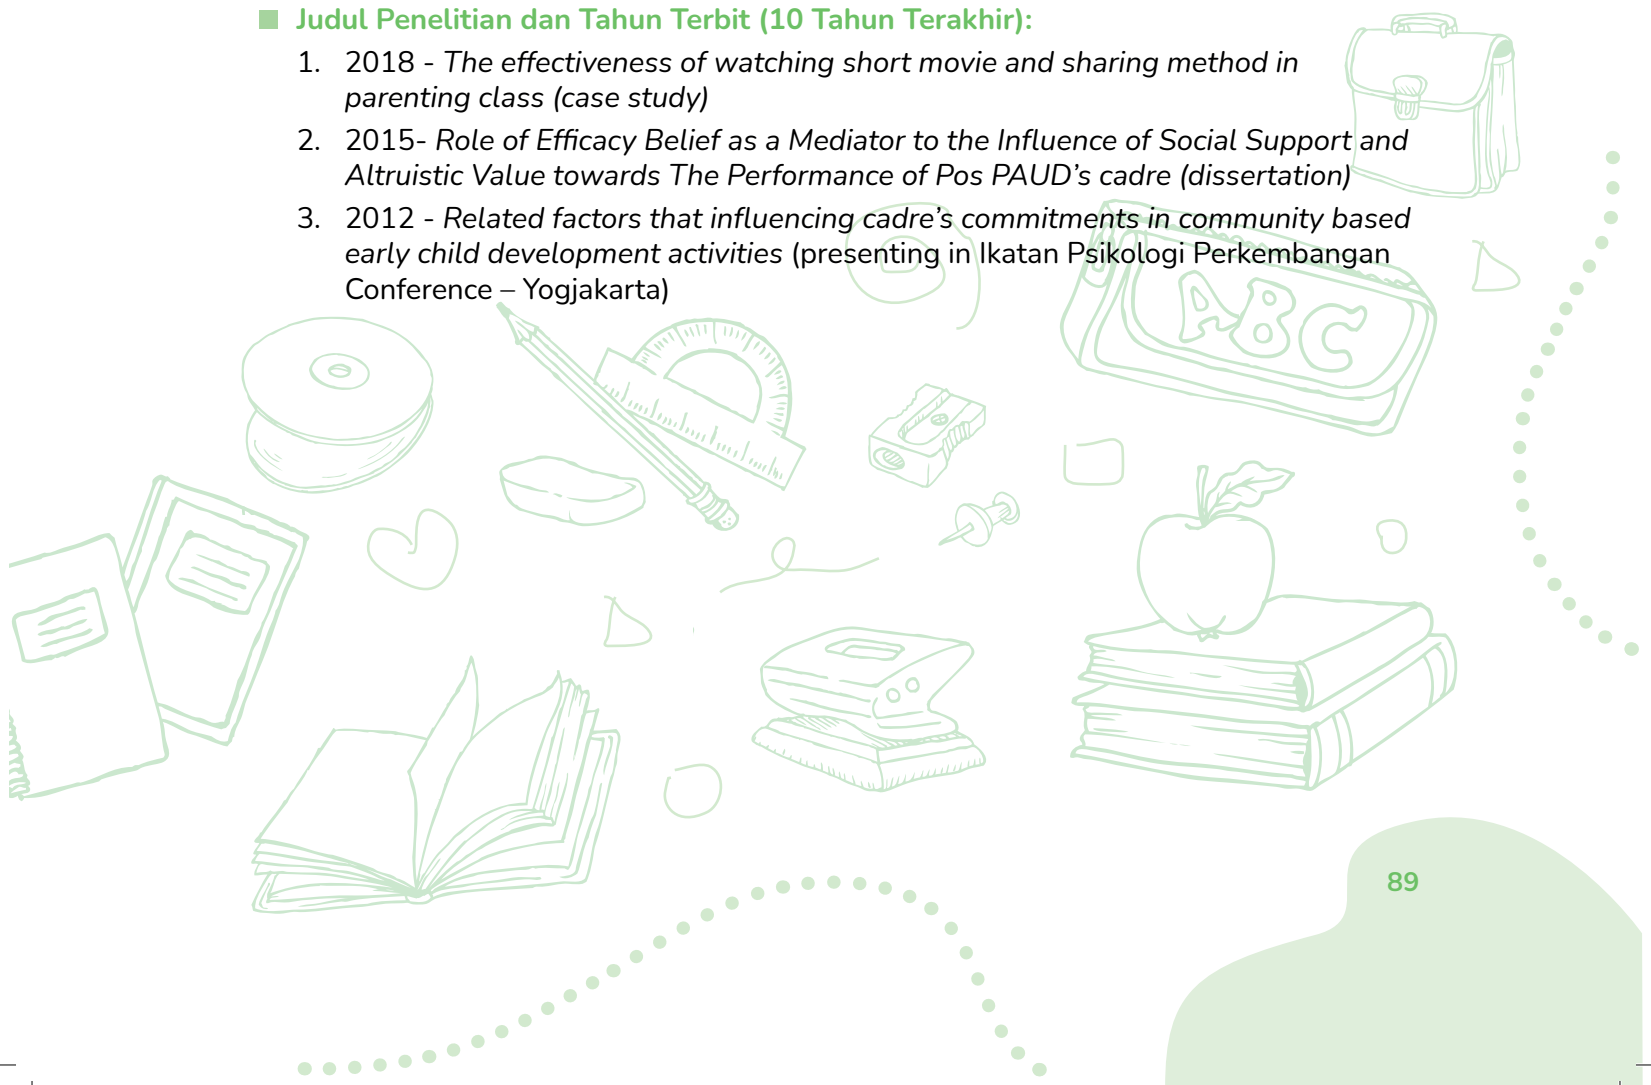 Judul Penelitian dan Tahun Terbit (10 Tahun Terakhir):
1. 2018 - The effectiveness of watching short movie and sharing method in
parenting class (case study)
2. 2015- Role of Efficacy Belief as a Mediator to the Influence of Social Support and
Altruistic Value towards The Performance of Pos PAUD’s cadre (dissertation)
3. 2012 - Related factors that influencing cadre’s commitments in community based
early child development activities (presenting in Ikatan Psikologi Perkembangan
Conference – Yogjakarta)
ABC
89